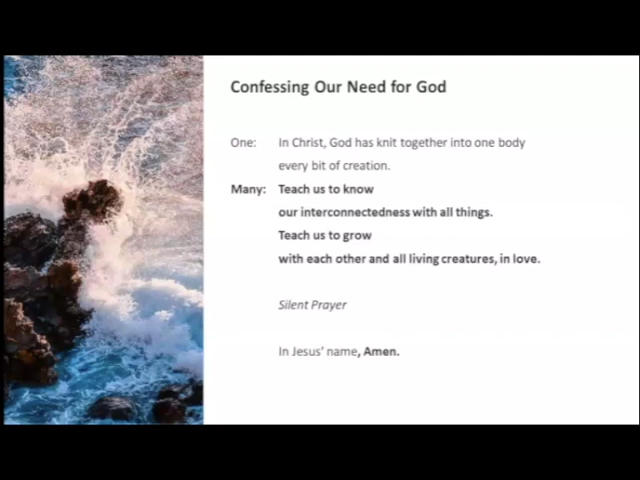 Confessing Our Need for God
One: In Christ, God has knit together into one body
every bit of creation.
Many: Teach us to know
our interconnectedness with all things.
Teach us to grow
with each other and all living creatures, in love.
Silent Prayer
In Jesus' name, Amen.